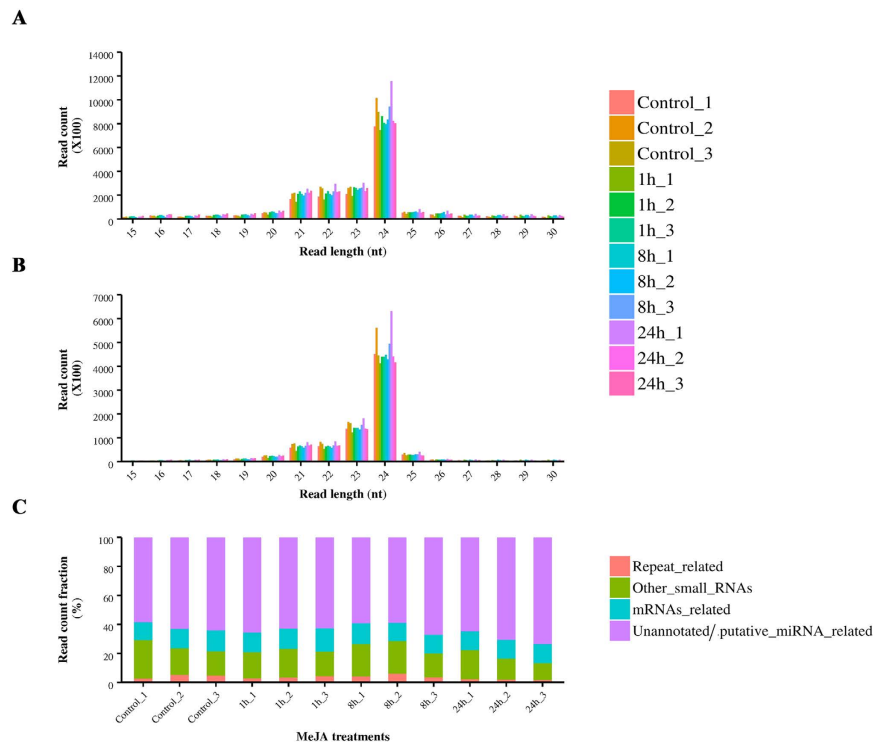 A
14000
12000
10000
8000
6000
4000
2000
0
Read count
(X100)
15 16 17 18 19 20 21 22 23 24 25 26 27 28 29 30
Read length (nt)
Control_1
Control_2
Control_3
1h_1
1h_2
1h_3
8h_1
8h_2
8h_3
24h_1
24h_2
24h_3
B
7000
6000
5000
4000
3000
2000
1000
0
Read count
(X100)
15 16 17 18 19 20 21 22 23 24 25 26 27 28 29 30
Read length (nt)
C
100
80
60
40
20
0
Read count fraction
(%)
Control_1 Control_2 Control_3 1h_1 1h_2 1h_3 8h_1 8h_2 8h_3 24h_1 24h_2 24h_3
MeJA treatments
Repeat_related
Other_small_RNAs
mRNAs_related
Unannotated/.putative_miRNA_related